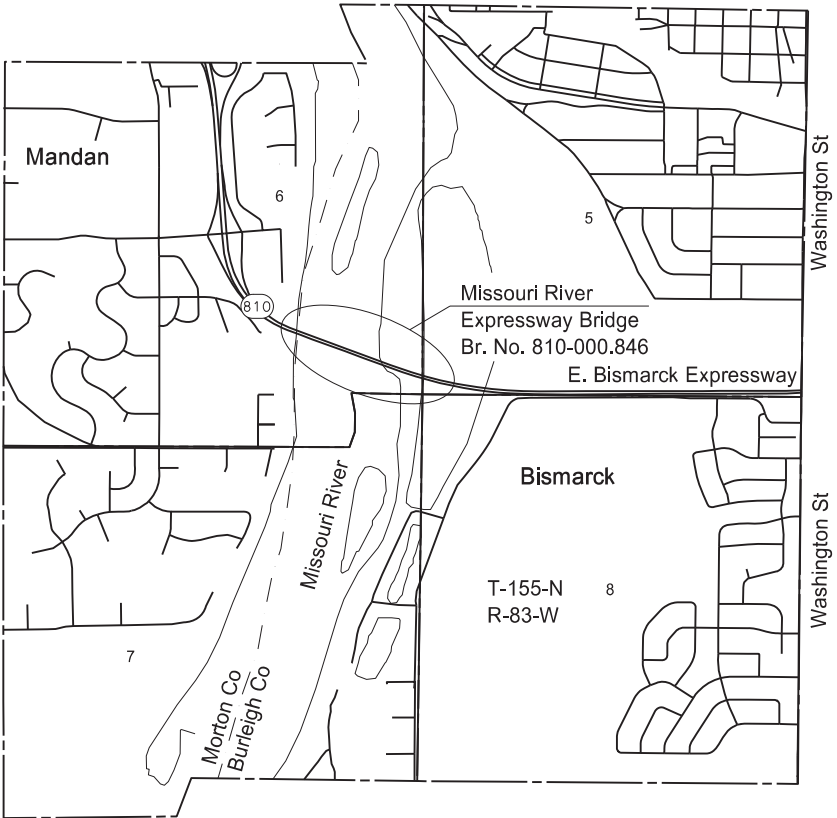 Mandan
6
5
Washington St
810
Missouri River
Expressway Bridge
Br. No. 810-000.846
E. Bismarck Expressway
Missouri River
Bismarck
T-155-N
R-83-W
8
Washington St
7
Morton Co
Burleigh Co